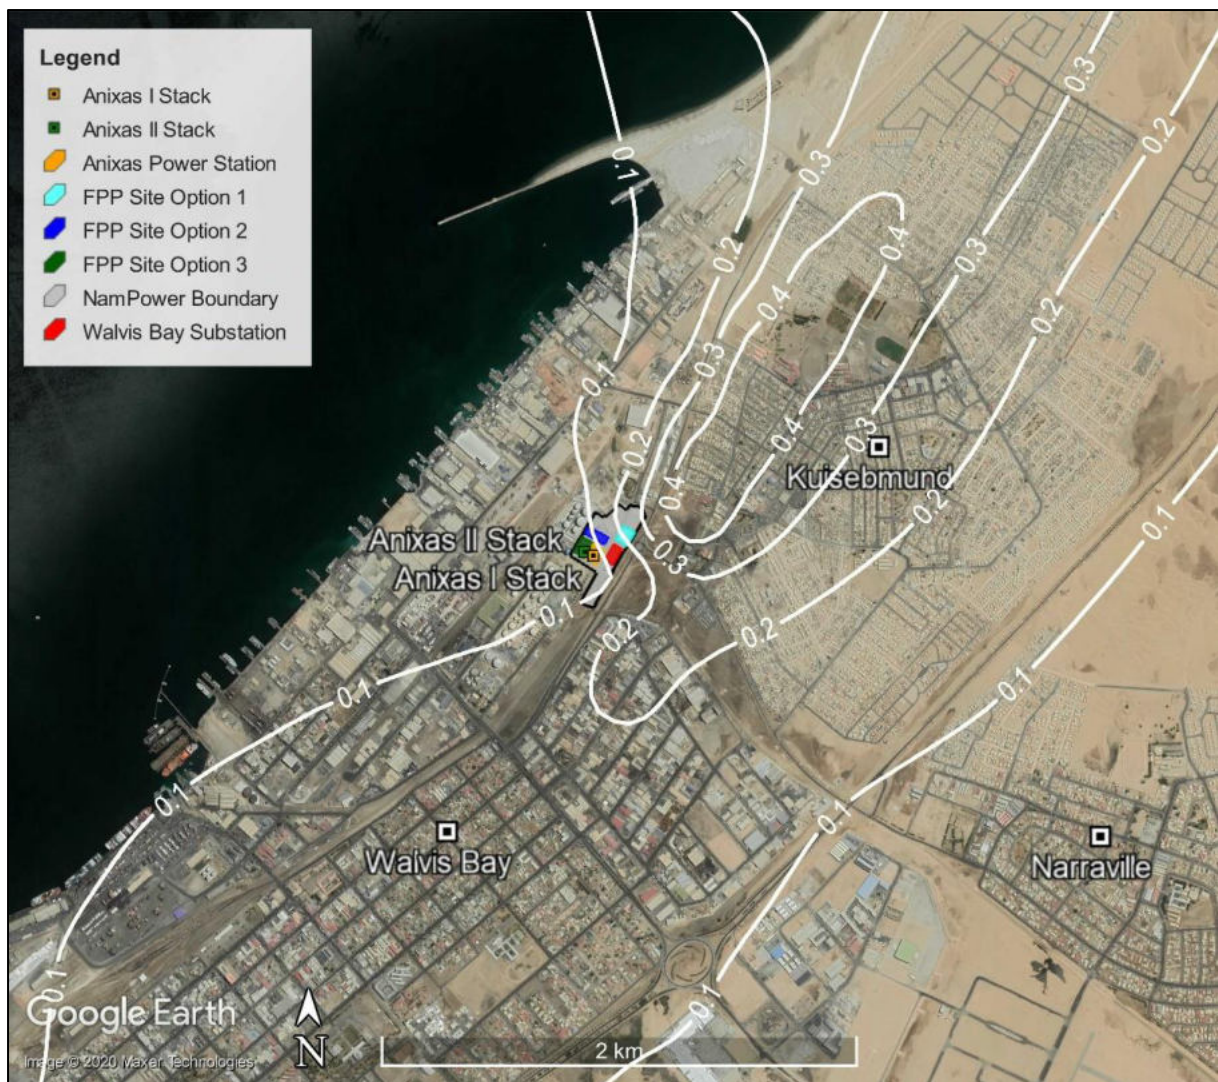 Legend
Anixas I Stack
Anixas II Stack
Anixas Power Station
FPP Site Option 1
FPP Site Option 2
FPP Site Option 3
NamPower Boundary
Walvis Bay Substation
0.3
0.3
0.2
0.1
0.3
0.2
0.4
0.3
0.4
0.2
0.3
0.1
0.4
0.3
0.2
0.4
0.2
Kuisebmund
0.4
0.2
0.1
Anixas II Stack
0.3
Anixas I Stack
0.1
0.2
0.2
0.1
0.1
0.1
0.1
Walvis Bay
Narraville
0.1
0.1
Google Earth
N
2 km
Image © 2020 Maxar Technologies